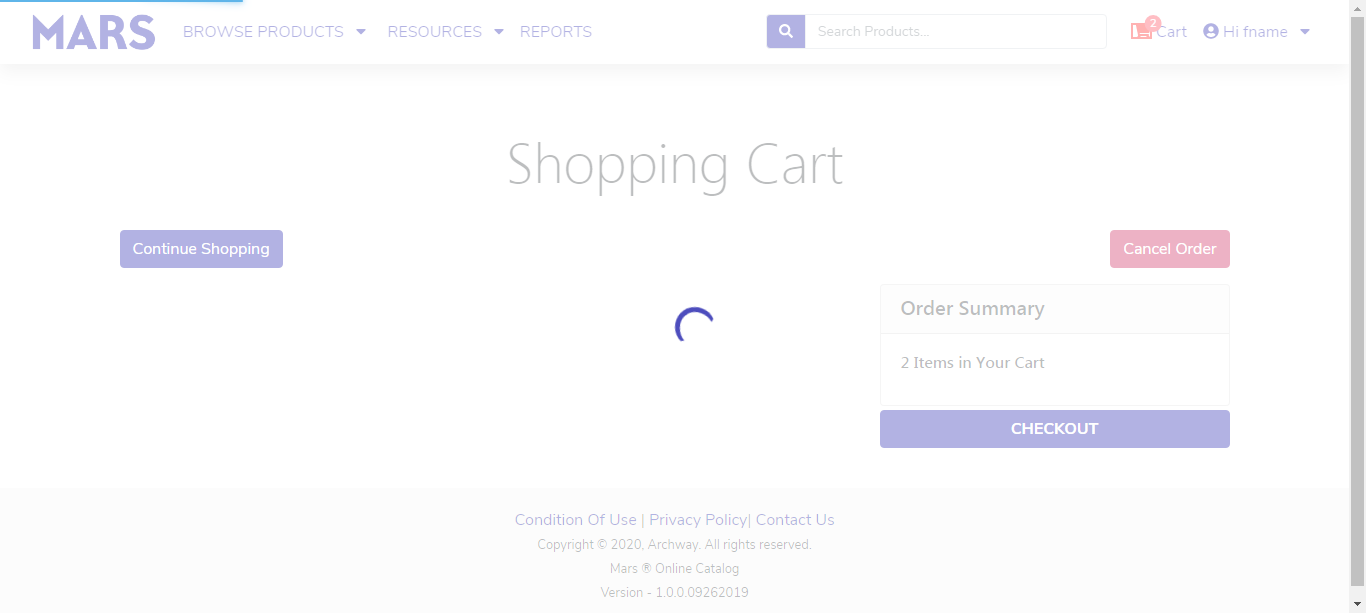 MARS BROWSE PRODUCTS RESOURCES REPORTS Search Products... 2 Cart Hi fname
Shopping Cart
Continue Shopping Cancel Order
Order Summary
2 Items in Your Cart
CHECKOUT
Condition Of Use | Privacy Policy| Contact Us
Copyright © 2020, Archway. All rights reserved.
Mars ® Online Catalog
Version - 1.0.0.09262019